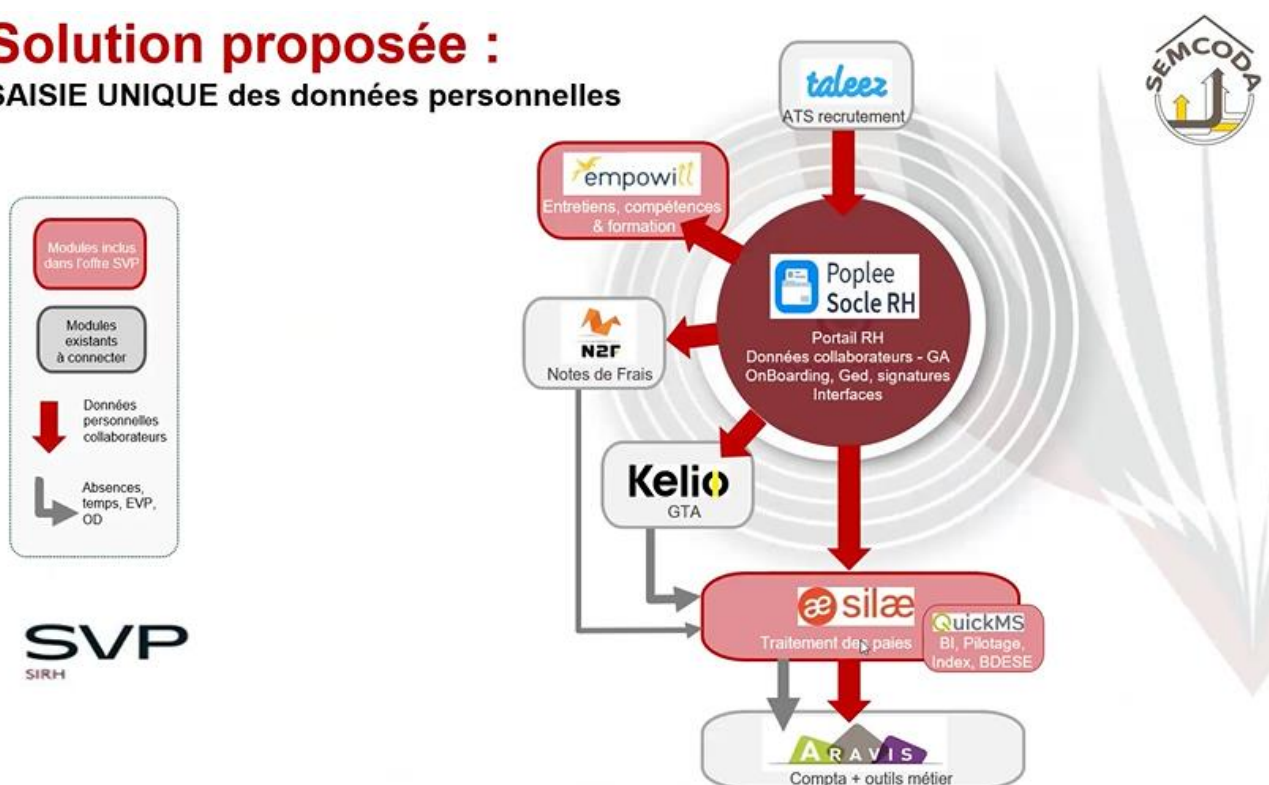 Solution proposée :
SAISIE UNIQUE des données personnelles
SEMCODA
taleez
ATS recrutement
empowill
Entretiens, compétences
& formation
Modules inclus
dans l'offre SVP
Modules
existants
à connecter
Données
personnelles
collaborateurs
Absences,
temps, EVP,
OD
Poplee
Socle RH
Portail RH
Données collaborateurs - GA
OnBoarding, Ged, signatures
Interfaces
N2F
Notes de Frais
Kelio
GTA
æ silæ
Traitement des paies
QuickMS
BI, Pilotage,
Index, BDESE
SVP
SIRH
ARAVIS
Compta + outils métier